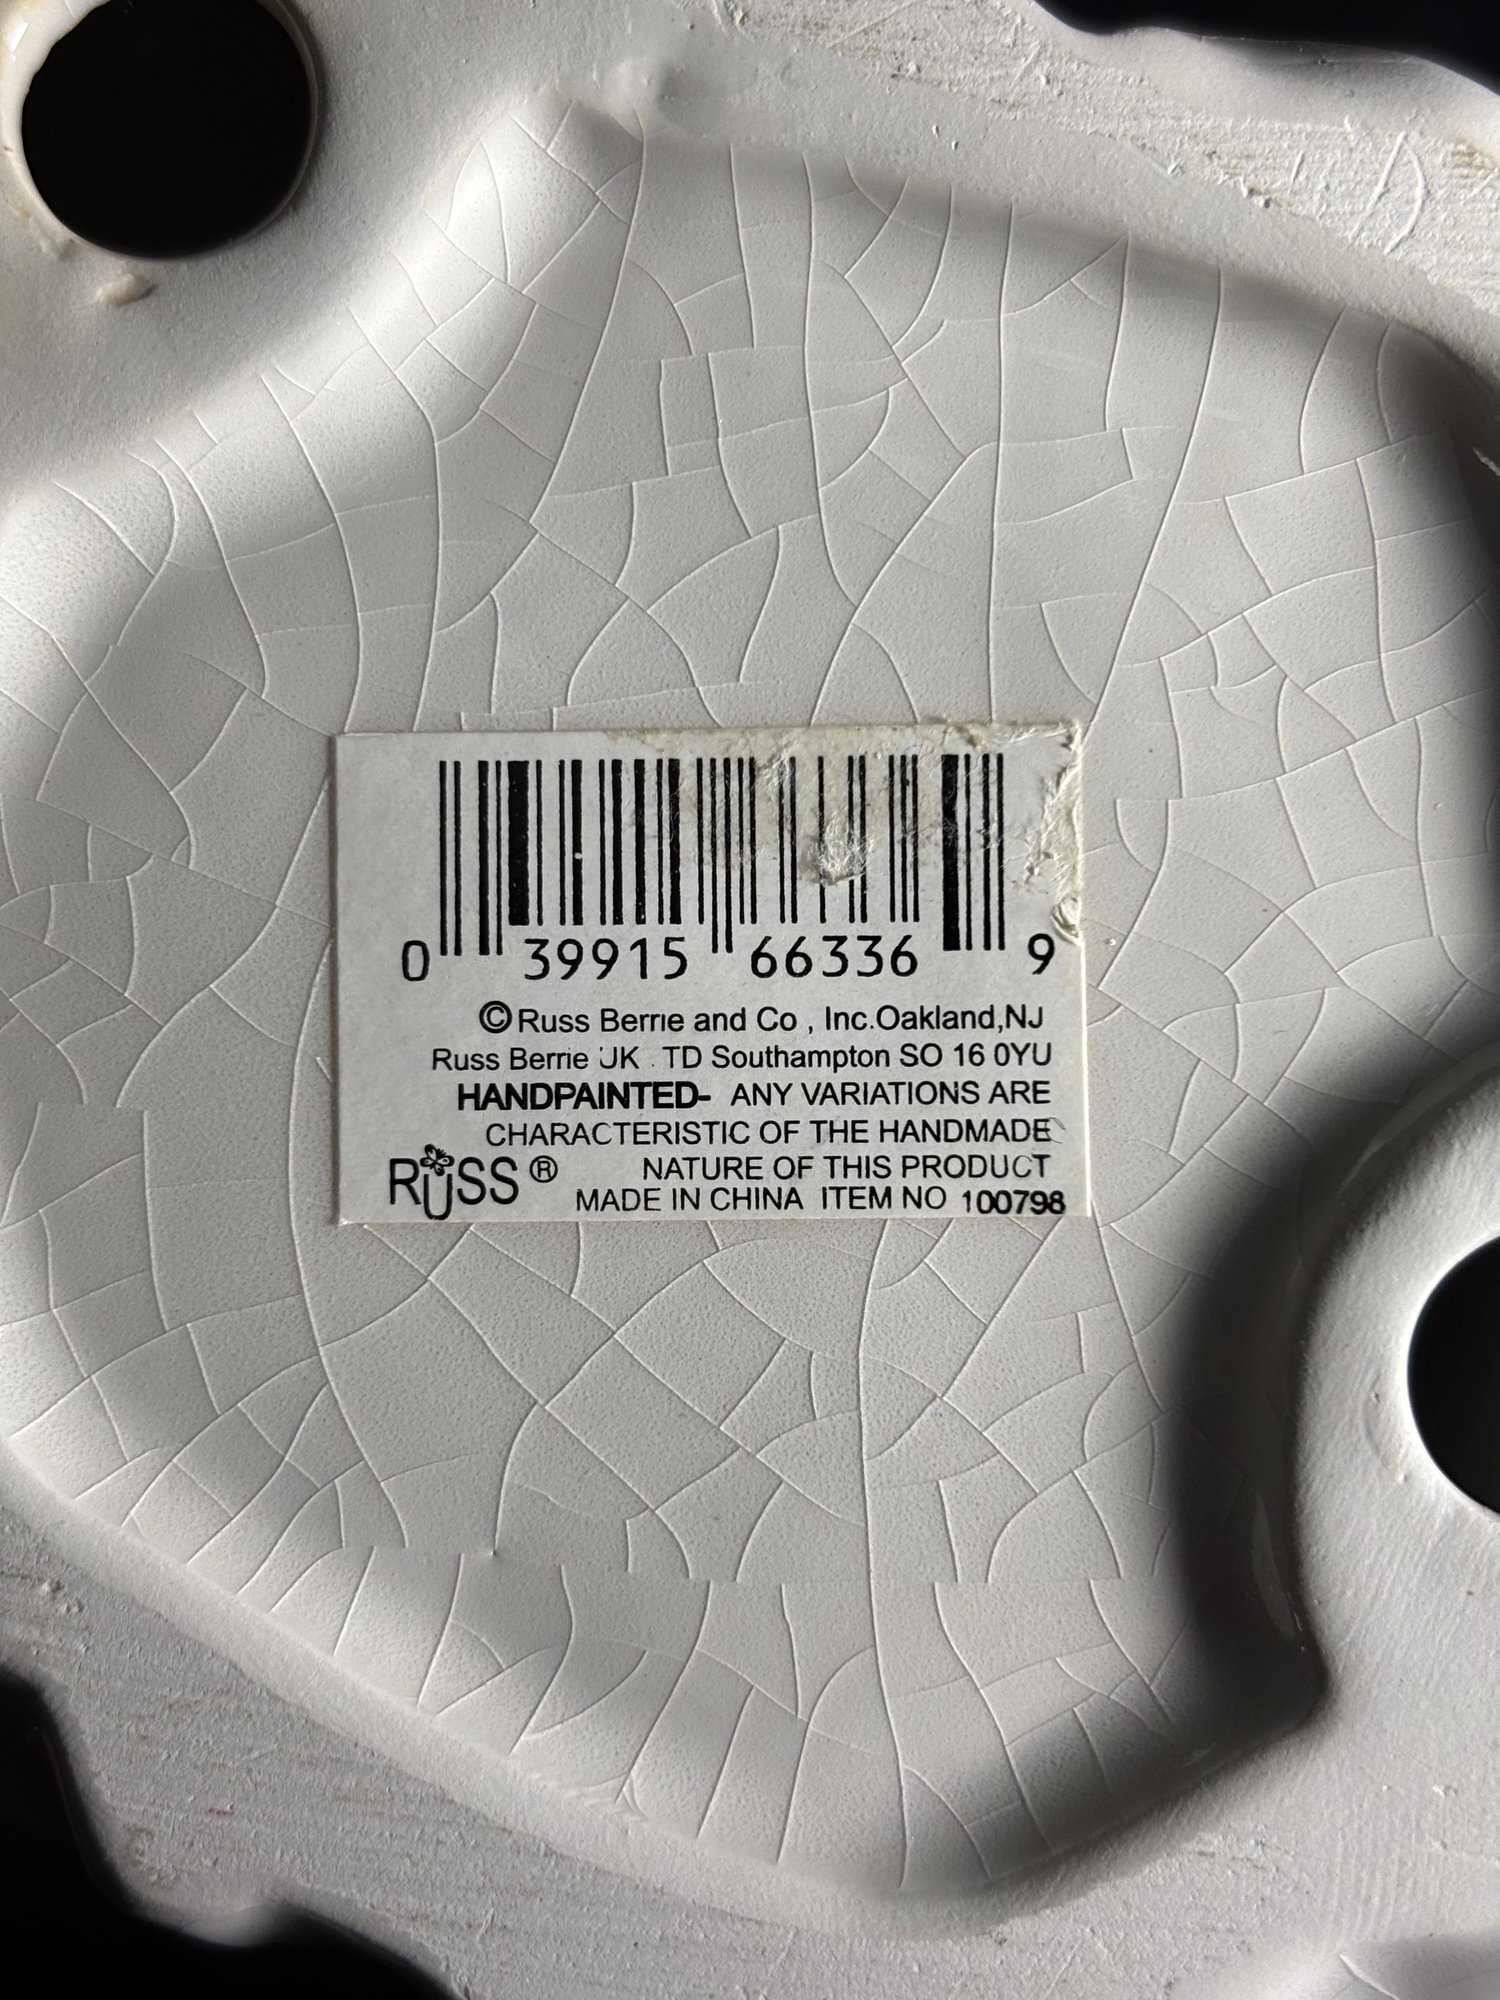 0 39915 66336 9
©Russ Berrie and Co , Inc.Oakland,NJ
Russ Berrie UK TD Southampton SO 16 0YU
HANDPAINTED- ANY VARIATIONS ARE
CHARACTERISTIC OF THE HANDMADE
NATURE OF THIS PRODUCT
RUSS®
MADE IN CHINA ITEM NO 100798